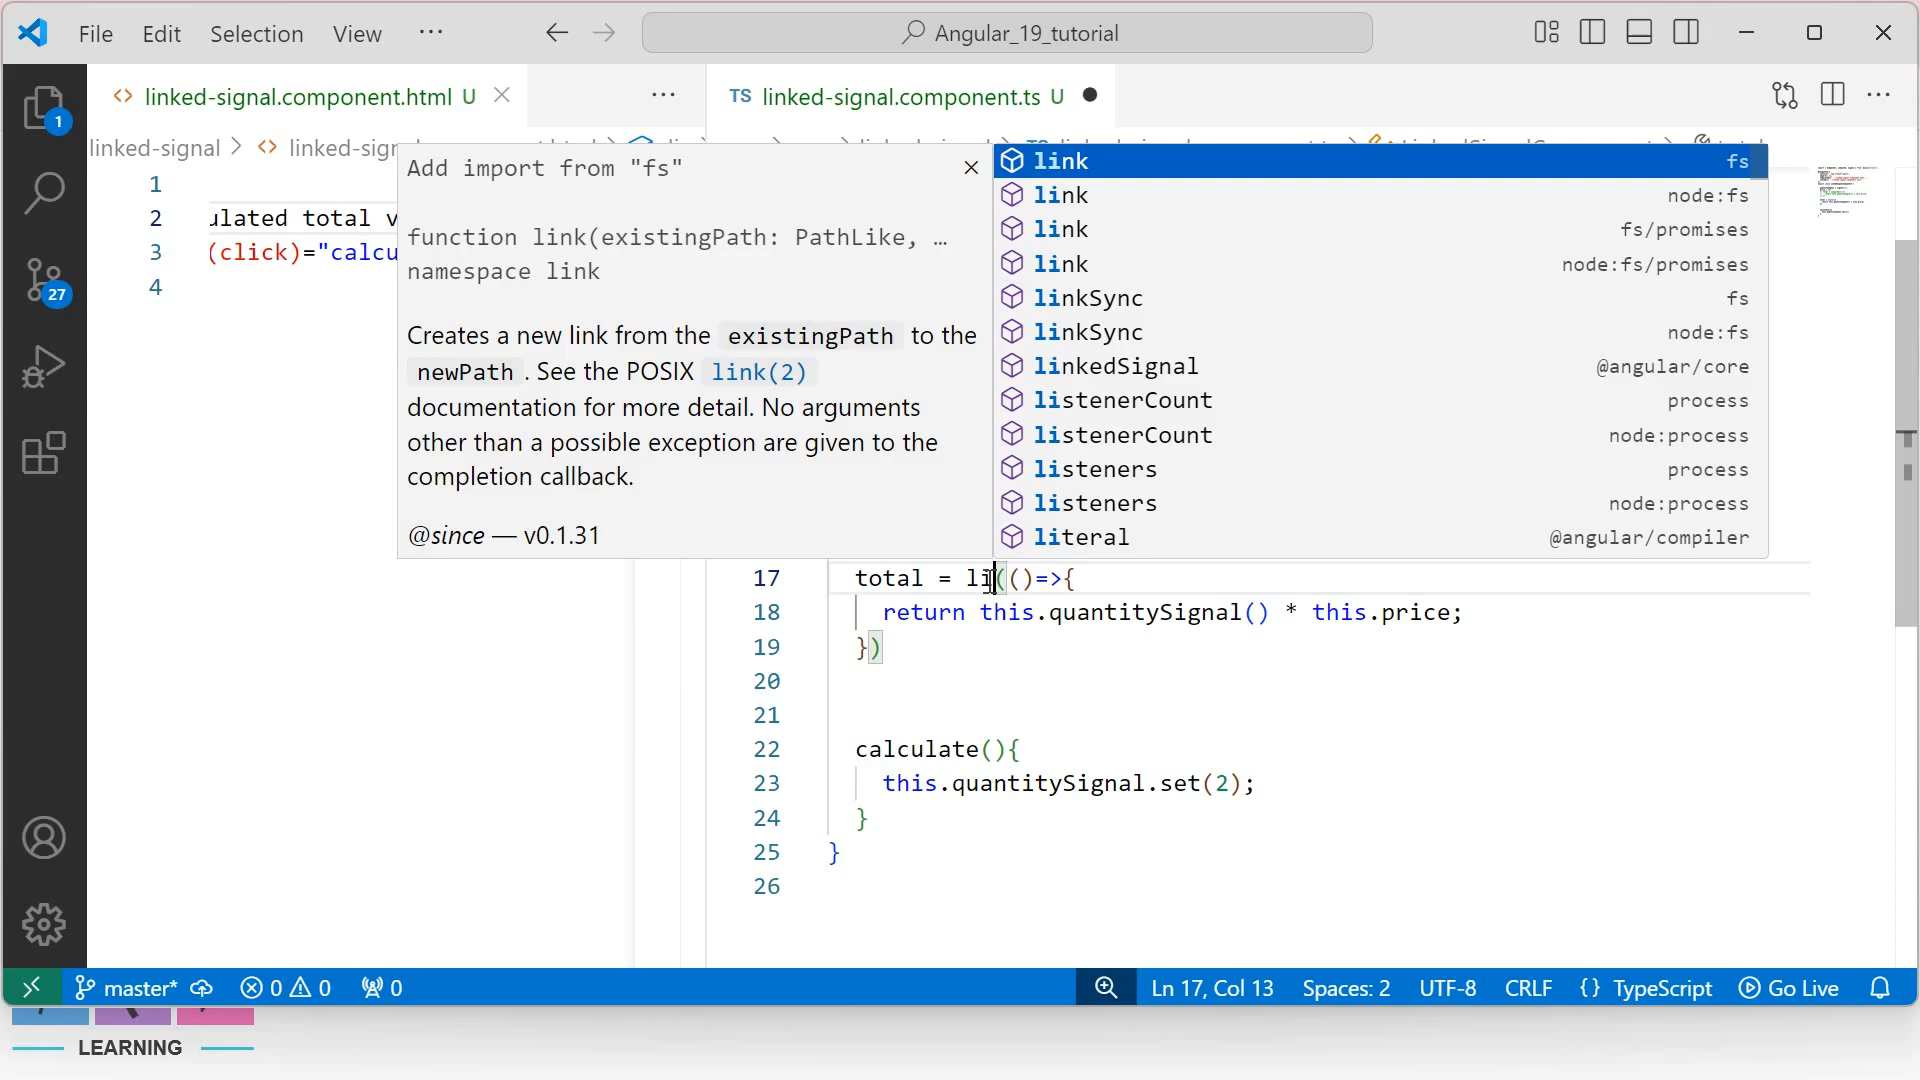 File Edit Selection View ··· Angular_19_tutorial
linked-signal.component.html U ···
TS linked-signal.component.ts U ···
linked-signal
1
2 ulated total v
3 (click)="calcu
4
Add import from "fs"
function link(existingPath: PathLike, …
namespace link
Creates a new link from the existingPath to the
newPath . See the POSIX link(2)
documentation for more detail. No arguments
other than a possible exception are given to the
completion callback.
@since — v0.1.31
link fs
link node:fs
link fs/promises
link node:fs/promises
linkSync fs
linkSync node:fs
linkedSignal @angular/core
listenerCount process
listenerCount node:process
listeners process
listeners node:process
literal @angular/compiler
17 total = li(()=>{
18 return this.quantitySignal() * this.price;
19 })
20
21
22 calculate(){
23 this.quantitySignal.set(2);
24 }
25 }
26
1
27
master* 0 0 0 Ln 17, Col 13 Spaces: 2 UTF-8 CRLF {} TypeScript Go Live
LEARNING